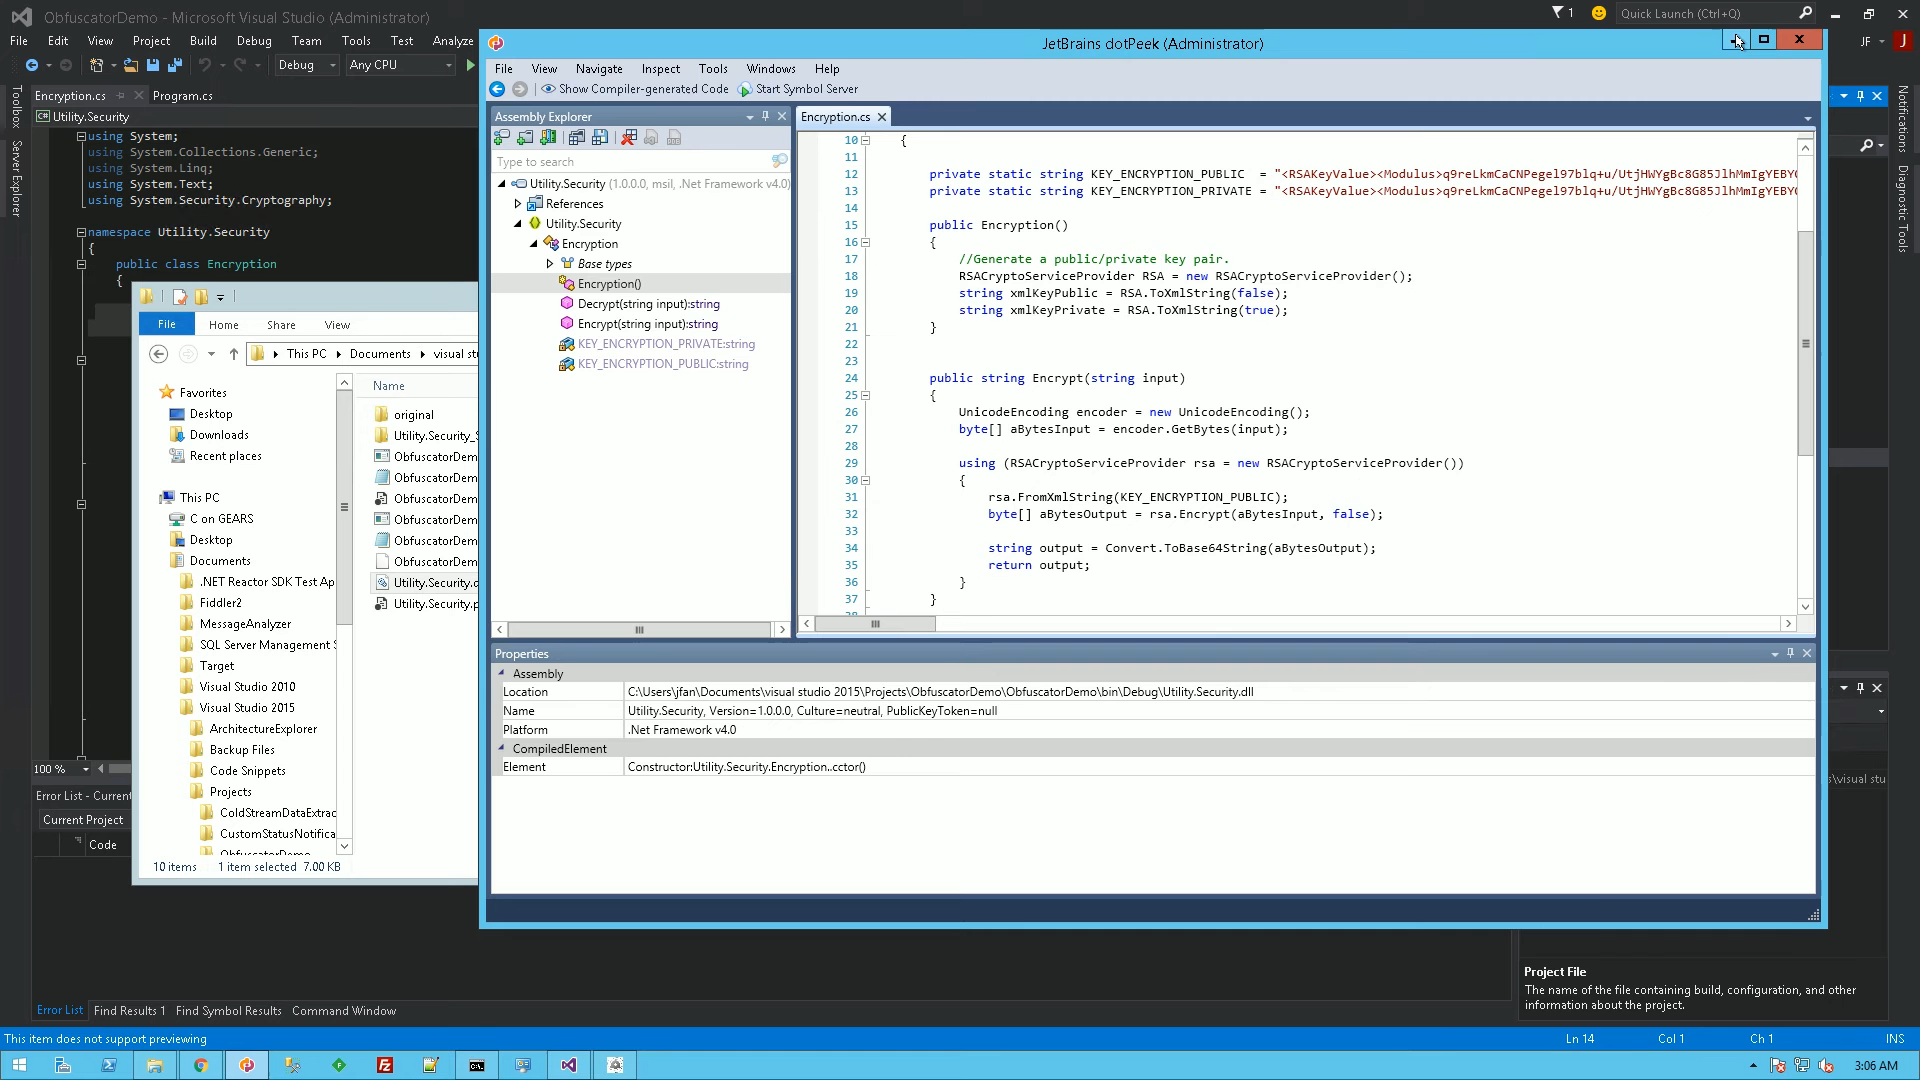 ObfuscatorDemo - Microsoft Visual Studio (Administrator)
1
Quick Launch (Ctrl+Q)
File Edit View Project Build Debug Team Tools Test Analyze
JF
J
Debug Any CPU
Encryption.cs Program.cs
Utility.Security
using System;
using System.Collections.Generic;
using System.Linq;
using System.Text;
using System.Security.Cryptography;
namespace Utility.Security
{
public class Encryption
{
Toolbox
Server Explorer
Notifications
Diagnostic Tools
100 %
Error List - Current
Current Project
Code
JetBrains dotPeek (Administrator)
File View Navigate Inspect Tools Windows Help
Show Compiler-generated Code Start Symbol Server
Assembly Explorer
Type to search
Utility.Security (1.0.0.0, msil, .Net Framework v4.0)
References
Utility.Security
Encryption
Base types
Encryption()
Decrypt(string input):string
Encrypt(string input):string
KEY_ENCRYPTION_PRIVATE:string
KEY_ENCRYPTION_PUBLIC:string
Encryption.cs
10 {
11
12 private static string KEY_ENCRYPTION_PUBLIC = "<RSAKeyValue><Modulus>q9reLkmCaCNPegel97blq+u/UtjHWYgBc8G85JlhMmIgYEBY
13 private static string KEY_ENCRYPTION_PRIVATE = "<RSAKeyValue><Modulus>q9reLkmCaCNPegel97blq+u/UtjHWYgBc8G85JlhMmIgYEBY
14
15 public Encryption()
16 {
17 //Generate a public/private key pair.
18 RSACryptoServiceProvider RSA = new RSACryptoServiceProvider();
19 string xmlKeyPublic = RSA.ToXmlString(false);
20 string xmlKeyPrivate = RSA.ToXmlString(true);
21 }
22
23
24 public string Encrypt(string input)
25 {
26 UnicodeEncoding encoder = new UnicodeEncoding();
27 byte[] aBytesInput = encoder.GetBytes(input);
28
29 using (RSACryptoServiceProvider rsa = new RSACryptoServiceProvider())
30 {
31 rsa.FromXmlString(KEY_ENCRYPTION_PUBLIC);
32 byte[] aBytesOutput = rsa.Encrypt(aBytesInput, false);
33
34 string output = Convert.ToBase64String(aBytesOutput);
35 return output;
36 }
37 }
Properties
Assembly
Location C:\Users\jfan\Documents\visual studio 2015\Projects\ObfuscatorDemo\ObfuscatorDemo\bin\Debug\Utility.Security.dll
Name Utility.Security, Version=1.0.0.0, Culture=neutral, PublicKeyToken=null
Platform .Net Framework v4.0
CompiledElement
Element Constructor:Utility.Security.Encryption..cctor()
File Home Share View
This PC Documents visual stu
Name
Favorites
Desktop
Downloads
Recent places
This PC
C on GEARS
Desktop
Documents
.NET Reactor SDK Test Ap
Fiddler2
MessageAnalyzer
SQL Server Management S
Target
Visual Studio 2010
Visual Studio 2015
ArchitectureExplorer
Backup Files
Code Snippets
Projects
ColdStreamDataExtrac
CustomStatusNotifica
ObfuscatorDemo
original
Utility.Security_S
ObfuscatorDem
ObfuscatorDem
ObfuscatorDem
ObfuscatorDem
ObfuscatorDem
ObfuscatorDem
Utility.Security.d
Utility.Security.p
10 items 1 item selected 7.00 KB
s\visual stu
Project File
The name of the file containing build, configuration, and other
information about the project.
Error List Find Results 1 Find Symbol Results Command Window
This item does not support previewing Ln 14 Col 1 Ch 1 INS
3:06 AM